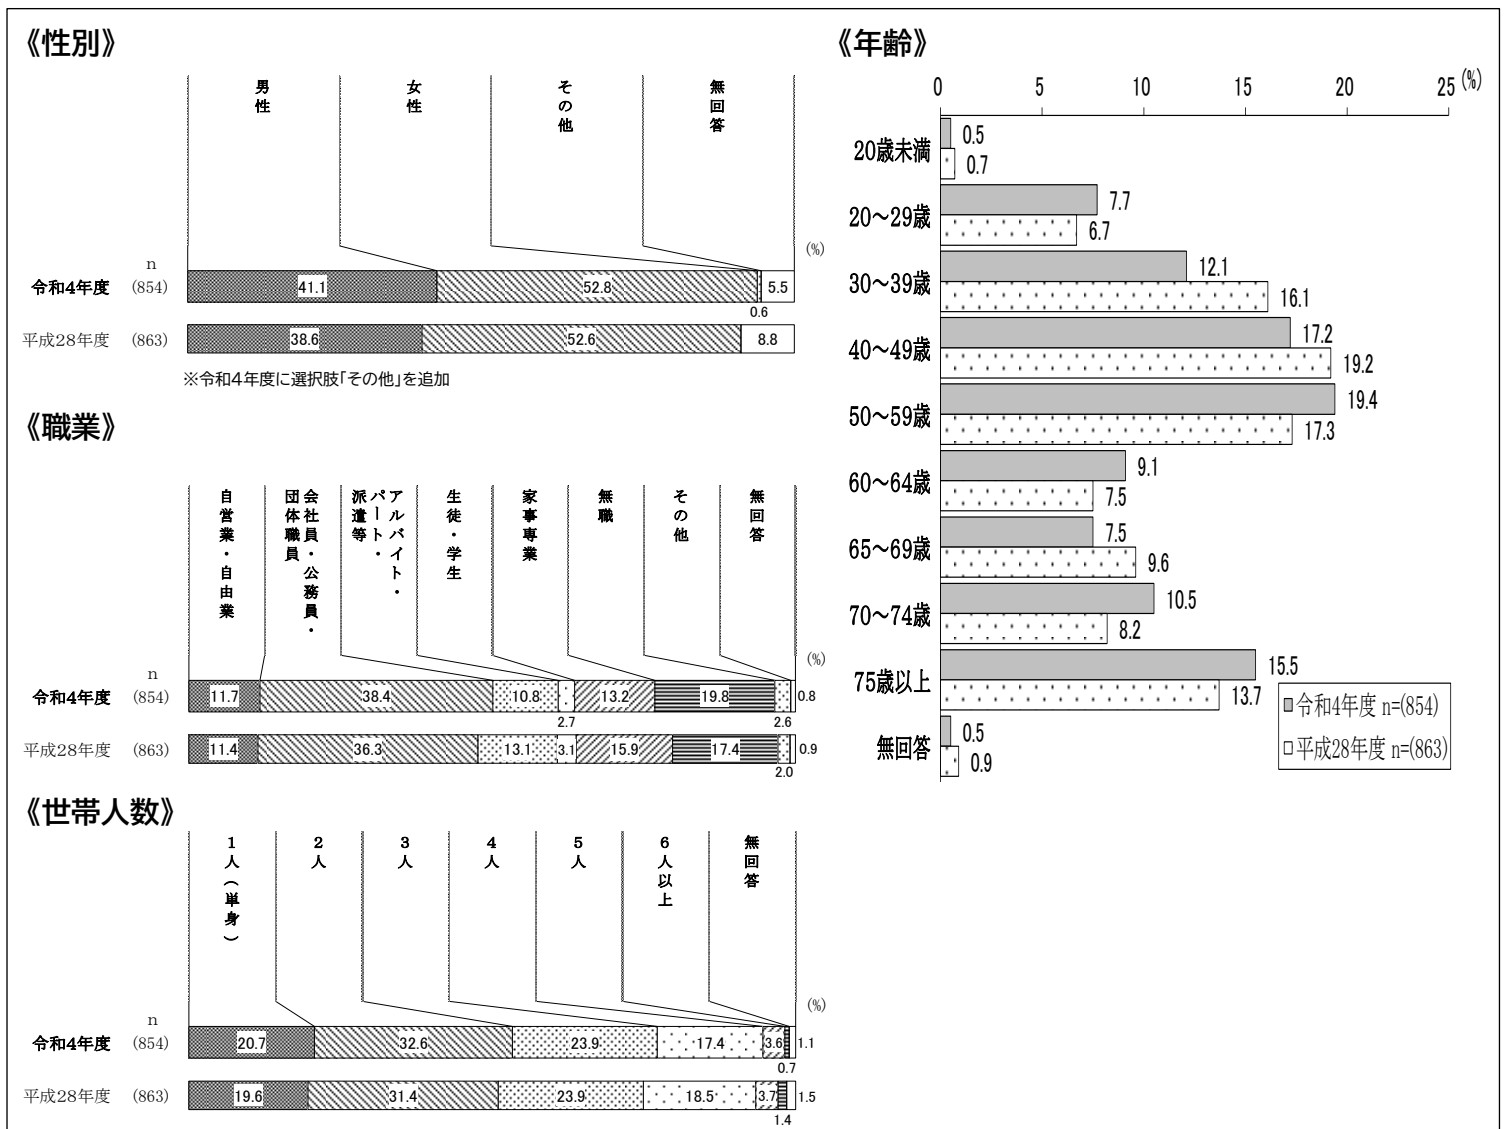 《性別》
男性
女性
その他
無回答
(%)
n
令和4年度 (854) 41.1 52.8 0.6 5.5
平成28年度 (863) 38.6 52.6 8.8
※令和4年度に選択肢「その他」を追加
《職業》
自営業・自由業
会社員・公務員・
団体職員
アルバイト・
パート・
派遣等
生徒・学生
家事専業
無職
その他
無回答
(%)
n
令和4年度 (854) 11.7 38.4 10.8 2.7 13.2 19.8 2.6 0.8
平成28年度 (863) 11.4 36.3 13.1 3.1 15.9 17.4 2.0 0.9
《世帯人数》
1人(単身)
2人
3人
4人
5人
6人以上
無回答
(%)
n
令和4年度 (854) 20.7 32.6 23.9 17.4 3.6 0.7 1.1
平成28年度 (863) 19.6 31.4 23.9 18.5 3.7 1.4 1.5
《年齢》
0 5 10 15 20 25 (%)
20歳未満 0.5
0.7
20～29歳 7.7
6.7
30～39歳 12.1
16.1
40～49歳 17.2
19.2
50～59歳 19.4
17.3
60～64歳 9.1
7.5
65～69歳 7.5
9.6
70～74歳 10.5
8.2
75歳以上 15.5
13.7
無回答 0.5
0.9
令和4年度 n=(854)
平成28年度 n=(863)